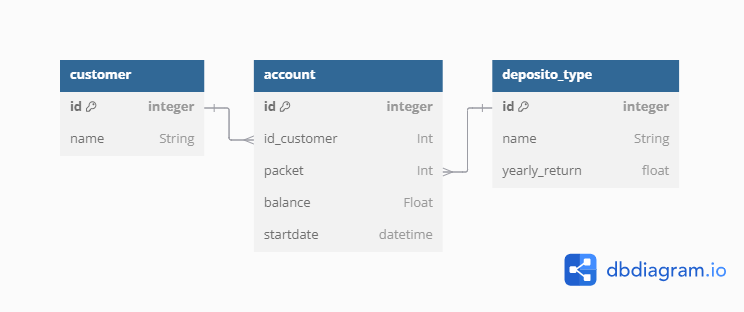 customer
id integer
name String
account
id integer
id_customer Int
packet Int
balance Float
startdate datetime
deposito_type
id integer
name String
yearly_return float
dbdiagram.io